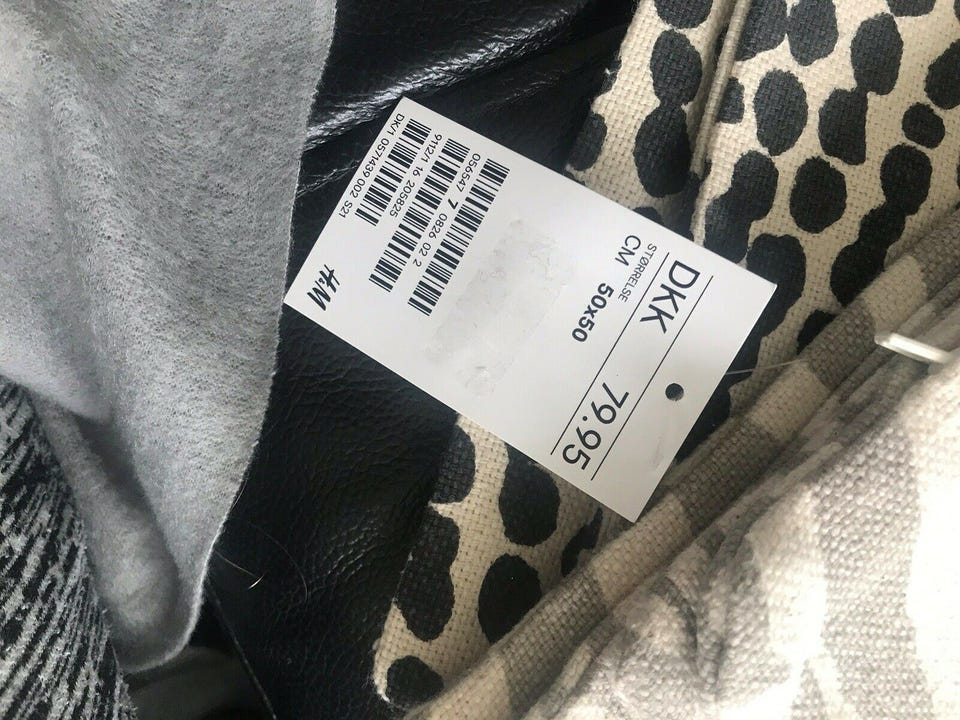 DKK 79.95
STØRRELSE
CM 50x50
056547 7 0826 02 2
9112/1 16 205825
DK/1 0571439 002 S21
H.M